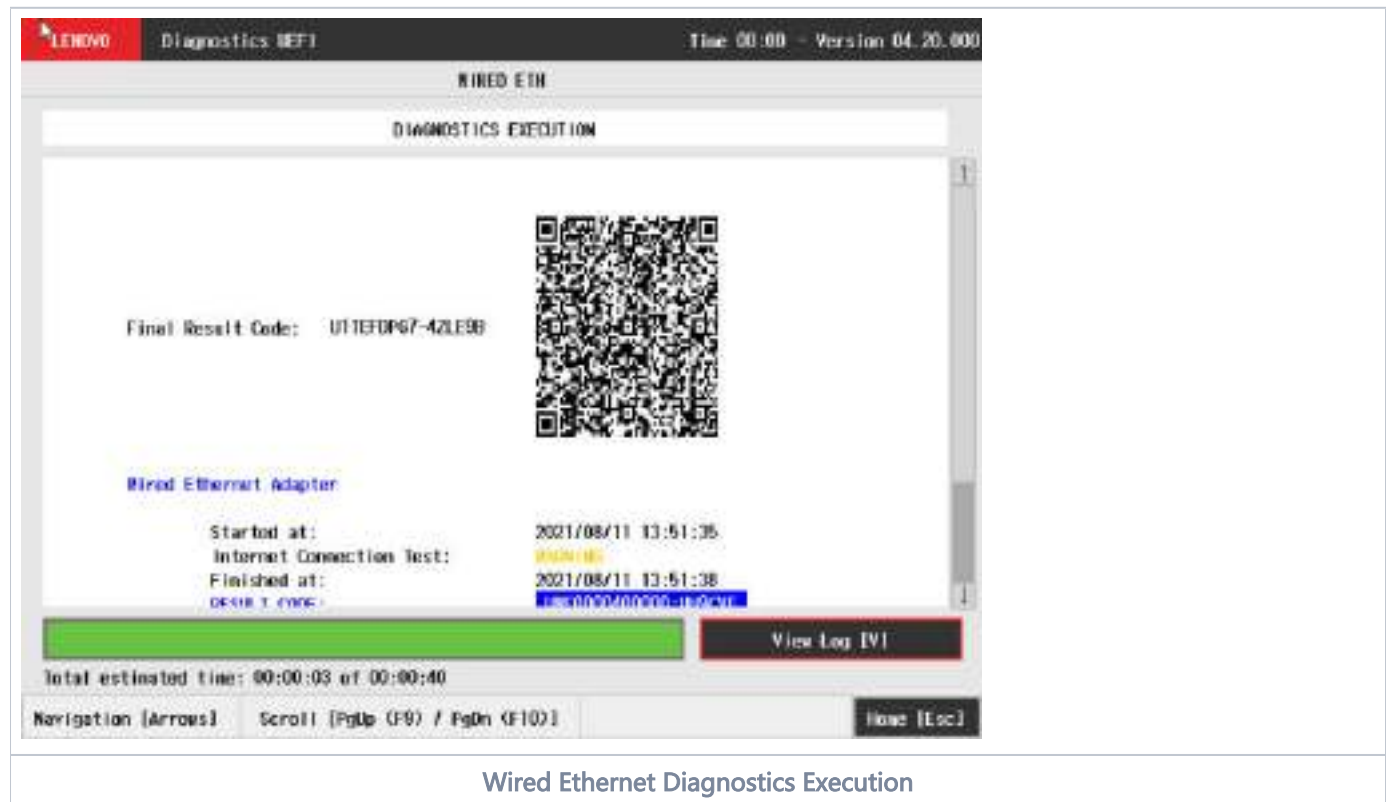 LENOVO Diagnostics UEFI Time 00:00 - Version 04.20.000
WIRED ETH
DIAGNOSTICS EXECUTION
Final Result Code:
Wired Ethernet Adapter
Started at: 2021/08/11 13:51:35
Internet Connection Test: WARNING
Finished at: 2021/08/11 13:51:38
RESULT CODE:
View Log [V]
Total estimated time: 00:00:03 of 00:00:40
Navigation [Arrows] Scroll [PgUp (F9) / PgDn (F10)] Home [Esc]
Wired Ethernet Diagnostics Execution